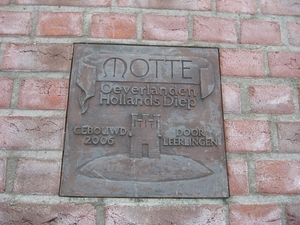 MOTTE
Oeverlanden
Hollands Diep
GEBOUWD DOOR
2006 LEERLINGEN